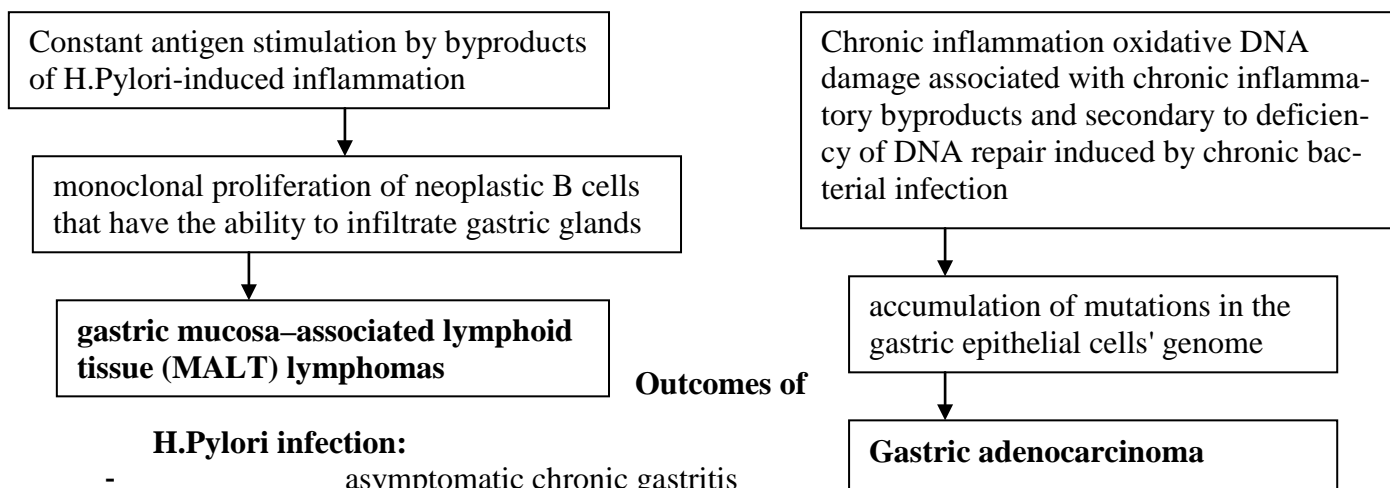 Constant antigen stimulation by byproducts
of H.Pylori-induced inflammation
monoclonal proliferation of neoplastic B cells
that have the ability to infiltrate gastric glands
gastric mucosa–associated lymphoid
tissue (MALT) lymphomas
Chronic inflammation oxidative DNA
damage associated with chronic inflamma-
tory byproducts and secondary to deficien-
cy of DNA repair induced by chronic bac-
terial infection
accumulation of mutations in the
gastric epithelial cells' genome
Gastric adenocarcinoma
Outcomes of
H.Pylori infection:
- asymptomatic chronic gastritis